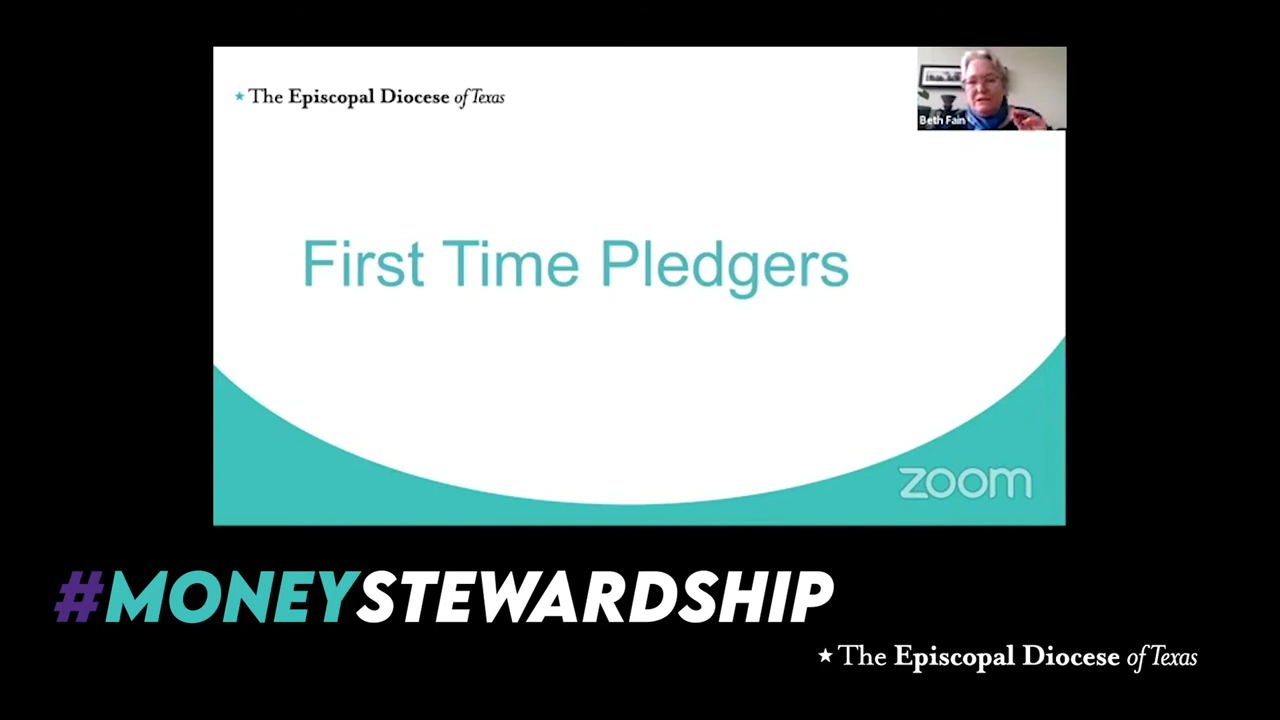 ★ The Episcopal Diocese of Texas
Beth Fain
First Time Pledgers
zoom
#MONEYSTEWARDSHIP
★ The Episcopal Diocese of Texas